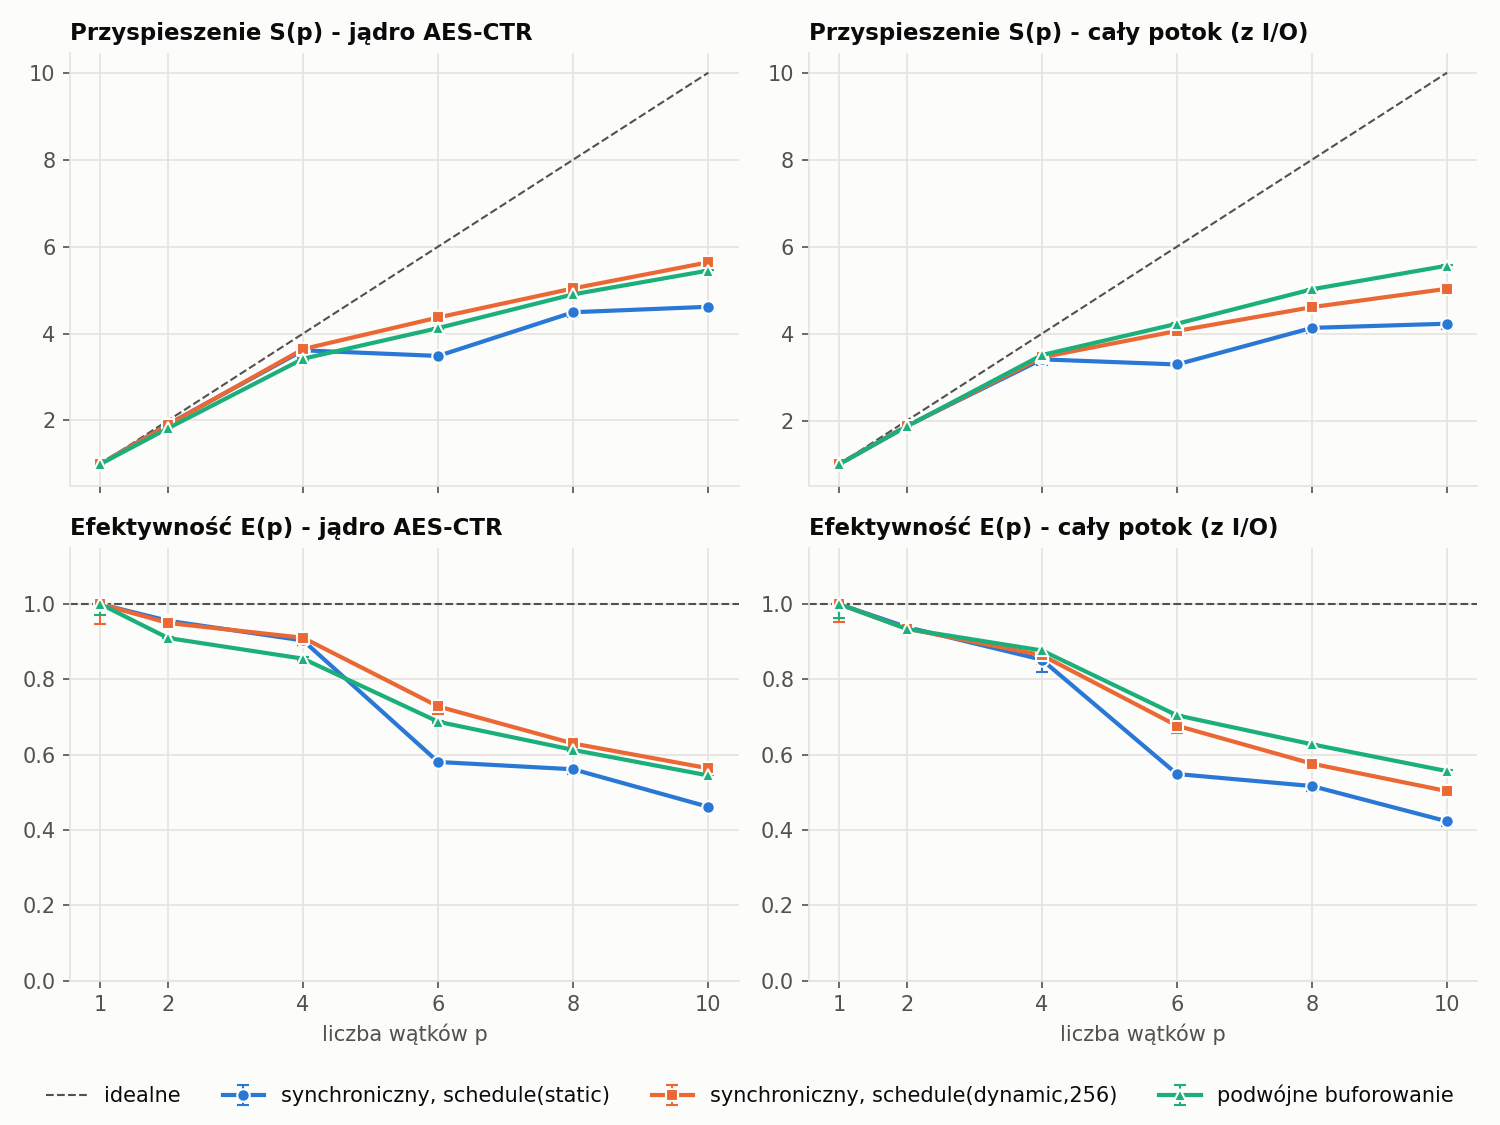 Przyspieszenie S(p) - jądro AES-CTR
10
8
6
4
2
Przyspieszenie S(p) - cały potok (z I/O)
10
8
6
4
2
Efektywność E(p) - jądro AES-CTR
1.0
0.8
0.6
0.4
0.2
0.0
1 2 4 6 8 10
liczba wątków p
Efektywność E(p) - cały potok (z I/O)
1.0
0.8
0.6
0.4
0.2
0.0
1 2 4 6 8 10
liczba wątków p
idealne
synchroniczny, schedule(static)
synchroniczny, schedule(dynamic,256)
podwójne buforowanie